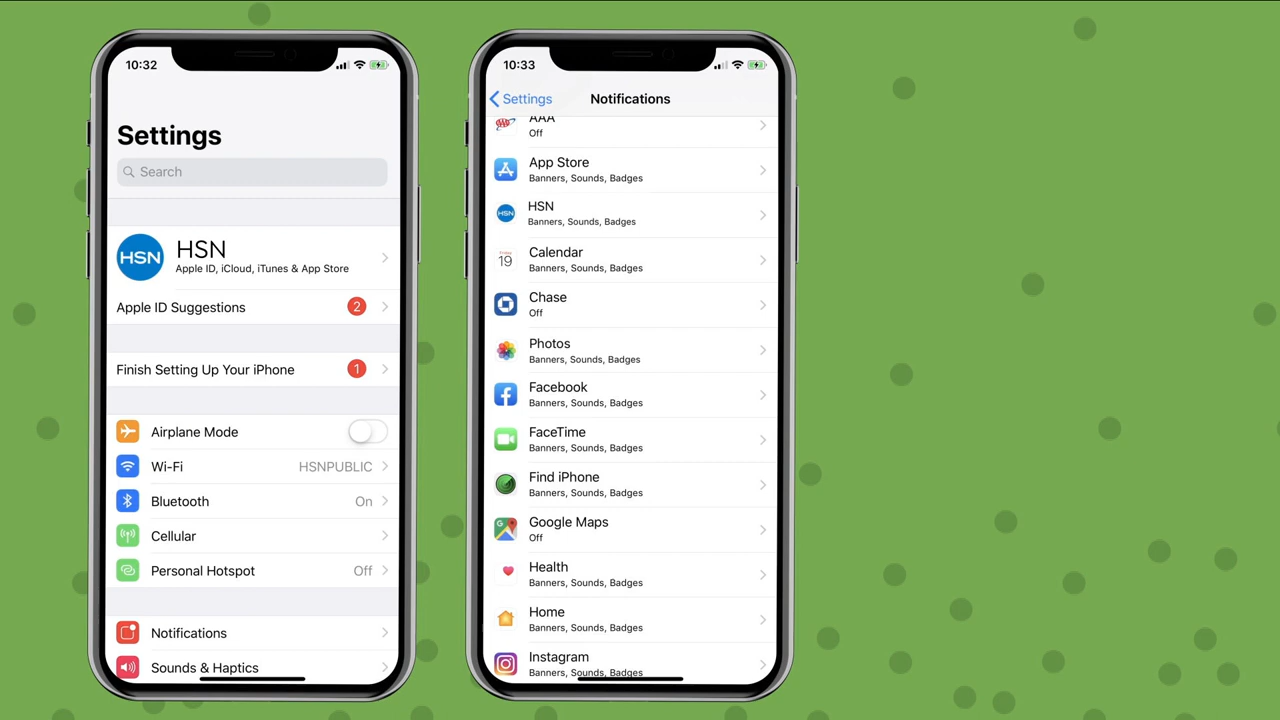 10:32
Settings
Search
HSN
HSN
Apple ID, iCloud, iTunes & App Store
Apple ID Suggestions
2
Finish Setting Up Your iPhone
1
Airplane Mode
Wi-Fi
HSNPUBLIC
Bluetooth
On
Cellular
Personal Hotspot
Off
Notifications
Sounds & Haptics
10:33
Settings
Notifications
AAA
Off
App Store
Banners, Sounds, Badges
HSN
HSN
Banners, Sounds, Badges
19
Calendar
Banners, Sounds, Badges
Chase
Off
Photos
Banners, Sounds, Badges
Facebook
Banners, Sounds, Badges
FaceTime
Banners, Sounds, Badges
Find iPhone
Banners, Sounds, Badges
Google Maps
Off
Health
Banners, Sounds, Badges
Home
Banners, Sounds, Badges
Instagram
Banners, Sounds, Badges